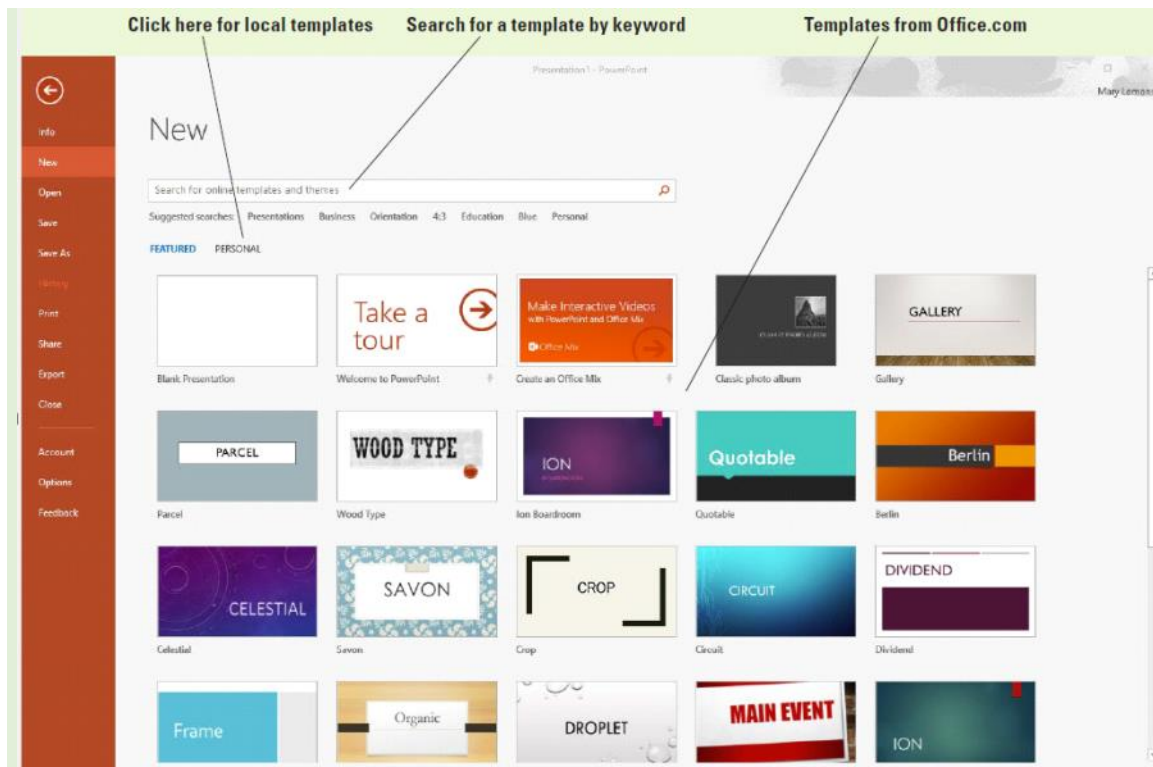 Click here for local templates Search for a template by keyword Templates from Office.com
Presentation1 - PowerPoint
Mary Lemons
Info
New
Open
Save
Save As
History
Print
Share
Export
Close
Account
Options
Feedback
New
Search for online templates and themes
Suggested searches: Presentations Business Orientation 4:3 Education Blue Personal
FEATURED PERSONAL
Take a
tour
Make Interactive Videos
with PowerPoint and Office Mix
Office Mix
GALLERY
Blank Presentation Welcome to PowerPoint Create an Office Mix Classic photo album Gallery
PARCEL WOOD TYPE ION Quotable Berlin
Parcel Wood Type Ion Boardroom Quotable Berlin
CELESTIAL SAVON CROP CIRCUIT DIVIDEND
Celestial Savon Crop Circuit Dividend
Frame Organic DROPLET MAIN EVENT ION